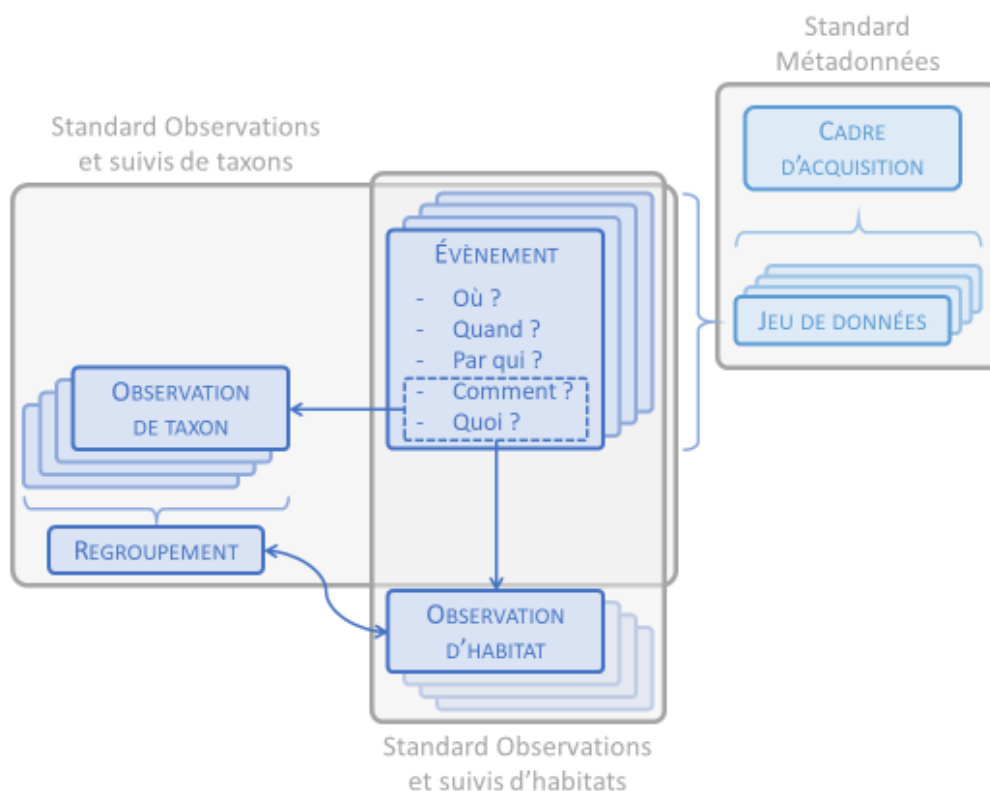 Standard
Métadonnées
CADRE
D'ACQUISITION
JEU DE DONNÉES
Standard Observations
et suivis de taxons
ÉVÈNEMENT
- Où ?
- Quand ?
- Par qui ?
- Comment ?
- Quoi ?
OBSERVATION
DE TAXON
REGROUPEMENT
OBSERVATION
D'HABITAT
Standard Observations
et suivis d'habitats